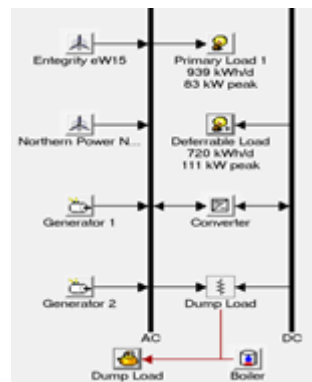 Entegrity eW15
Primary Load 1
939 kWh/d
83 kW peak
Northern Power N...
Deferrable Load
720 kWh/d
111 kW peak
Generator 1
Converter
Generator 2
Dump Load
AC
DC
Dump Load
Boiler